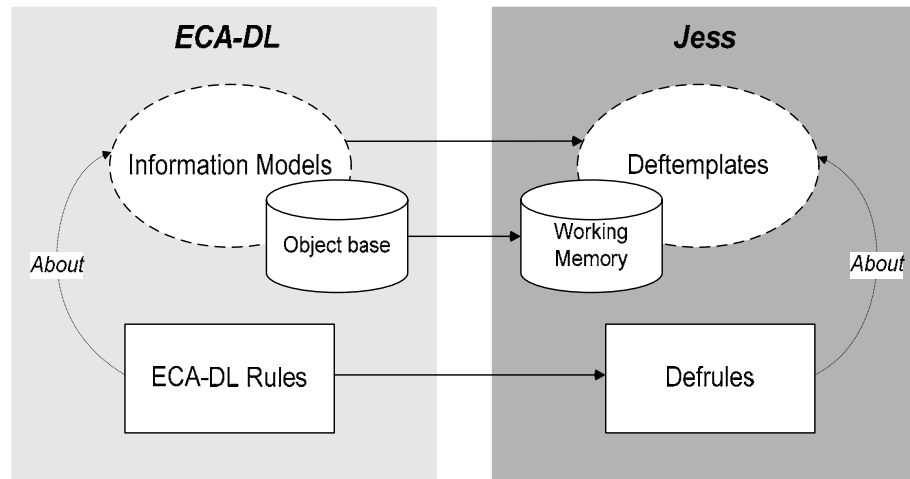 ECA-DL
Jess
Information Models
Deftemplates
Object base
Working
Memory
About
About
ECA-DL Rules
Defrules